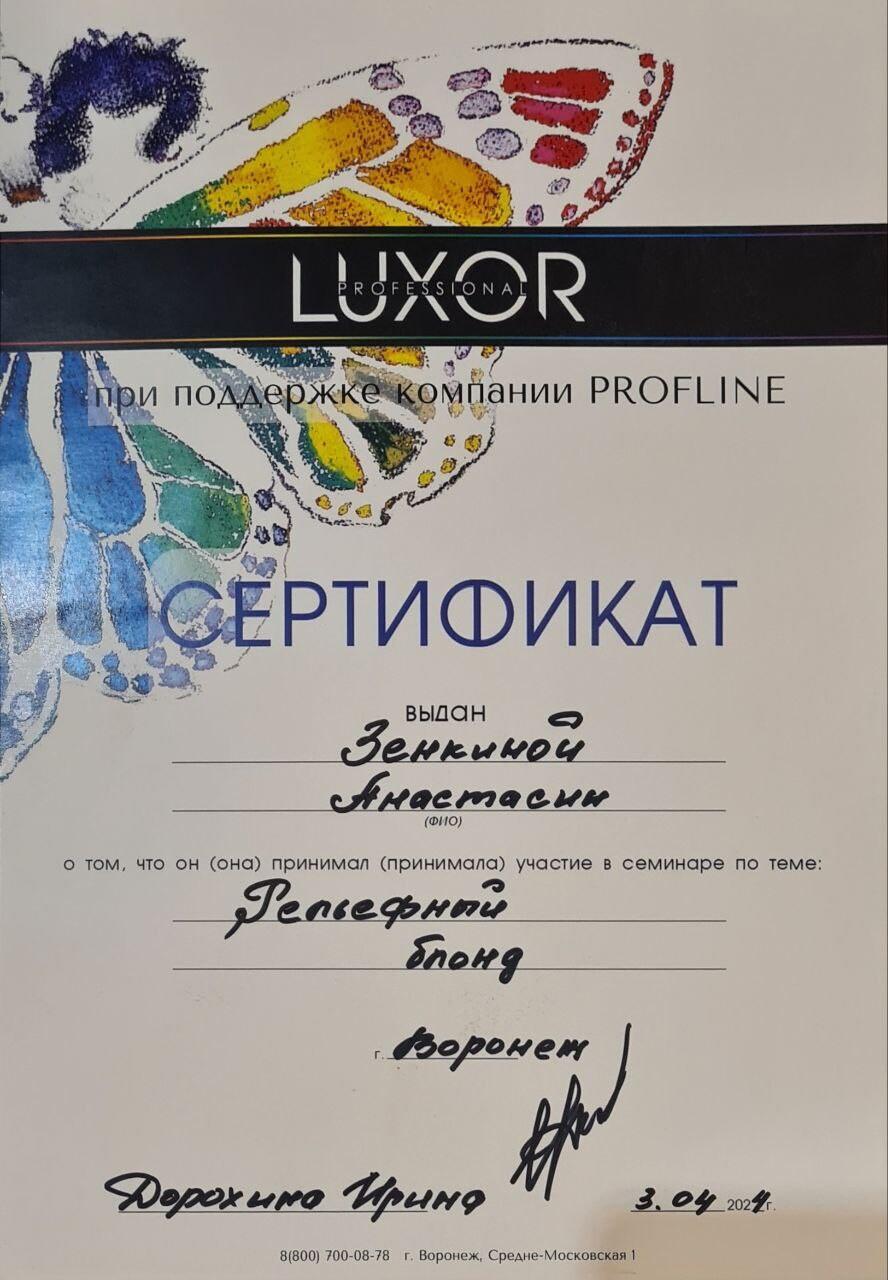 LUXOR
PROFESSIONAL
при поддержке компании PROFLINE
СЕРТИФИКАТ
выдан
Зенкиной
Анастасии
(ФИО)
о том, что он (она) принимал (принимала) участие в семинаре по теме:
Рельефный
блонд
г. Воронеж
Дорохина Ирина 3.04 2024г.
8(800) 700-08-78 г. Воронеж, Средне-Московская 1